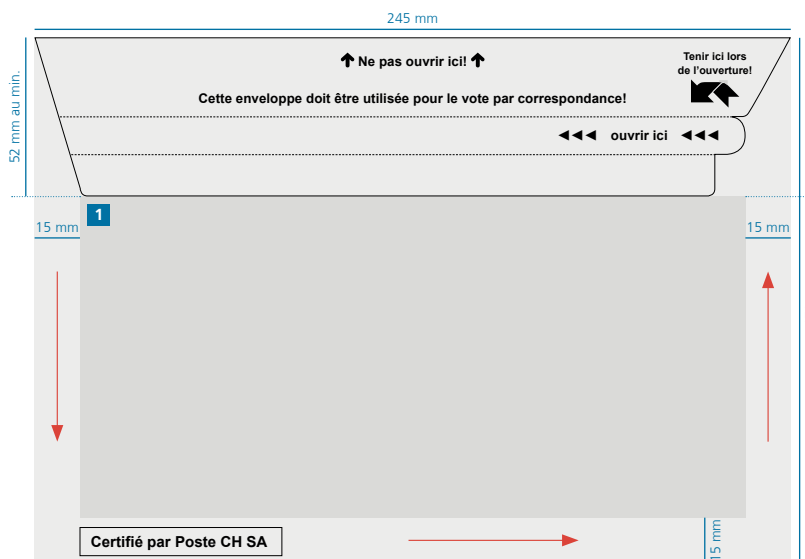 245 mm
Ne pas ouvrir ici!
Tenir ici lors
de l'ouverture!
52 mm au min.
Cette enveloppe doit être utilisée pour le vote par correspondance!
ouvrir ici
1
15 mm
15 mm
Certifié par Poste CH SA
15 mm